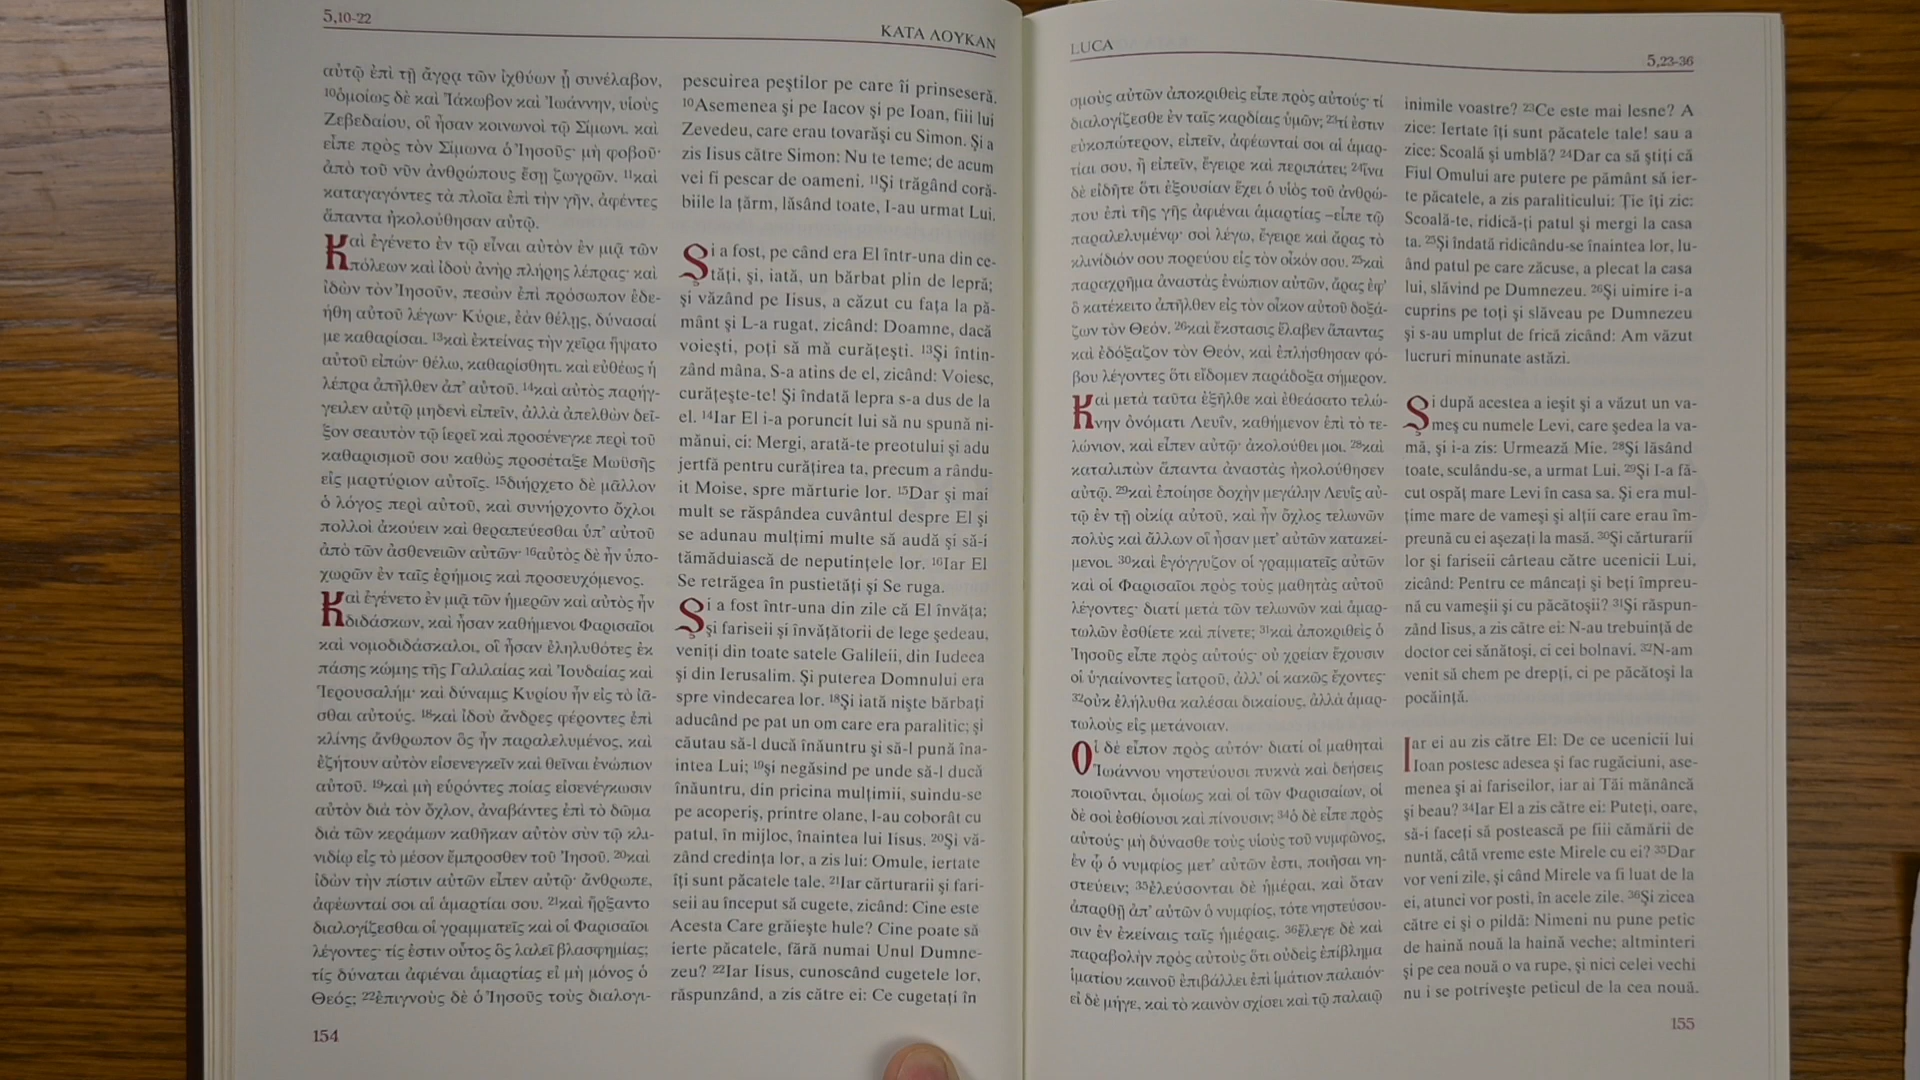 5,10-22
ΚΑΤΑ ΛΟΥΚΑΝ
αὐτῷ ἐπὶ τῇ ἄγρᾳ τῶν ἰχθύων ᾗ συνέλαβον,
¹⁰ὁμοίως δὲ καὶ Ἰάκωβον καὶ Ἰωάννην, υἱοὺς
Ζεβεδαίου, οἳ ἦσαν κοινωνοὶ τῷ Σίμωνι. καὶ
εἶπε πρὸς τὸν Σίμωνα ὁ Ἰησοῦς· μὴ φοβοῦ·
ἀπὸ τοῦ νῦν ἀνθρώπους ἔσῃ ζωγρῶν. ¹¹καὶ
καταγαγόντες τὰ πλοῖα ἐπὶ τὴν γῆν, ἀφέντες
ἅπαντα ἠκολούθησαν αὐτῷ.
Καὶ ἐγένετο ἐν τῷ εἶναι αὐτὸν ἐν μιᾷ τῶν
πόλεων καὶ ἰδοὺ ἀνὴρ πλήρης λέπρας· καὶ
ἰδὼν τὸν Ἰησοῦν, πεσὼν ἐπὶ πρόσωπον ἐδε-
ήθη αὐτοῦ λέγων· Κύριε, ἐὰν θέλῃς, δύνασαί
με καθαρίσαι. ¹³καὶ ἐκτείνας τὴν χεῖρα ἥψατο
αὐτοῦ εἰπών· θέλω, καθαρίσθητι. καὶ εὐθέως ἡ
λέπρα ἀπῆλθεν ἀπ' αὐτοῦ. ¹⁴καὶ αὐτὸς παρήγ-
γειλεν αὐτῷ μηδενὶ εἰπεῖν, ἀλλὰ ἀπελθὼν δεῖ-
ξον σεαυτὸν τῷ ἱερεῖ καὶ προσένεγκε περὶ τοῦ
καθαρισμοῦ σου καθὼς προσέταξε Μωϋσῆς
εἰς μαρτύριον αὐτοῖς. ¹⁵διήρχετο δὲ μᾶλλον
ὁ λόγος περὶ αὐτοῦ, καὶ συνήρχοντο ὄχλοι
πολλοὶ ἀκούειν καὶ θεραπεύεσθαι ὑπ' αὐτοῦ
ἀπὸ τῶν ἀσθενειῶν αὐτῶν· ¹⁶αὐτὸς δὲ ἦν ὑπο-
χωρῶν ἐν ταῖς ἐρήμοις καὶ προσευχόμενος.
Καὶ ἐγένετο ἐν μιᾷ τῶν ἡμερῶν καὶ αὐτὸς ἦν
διδάσκων, καὶ ἦσαν καθήμενοι Φαρισαῖοι
καὶ νομοδιδάσκαλοι, οἳ ἦσαν ἐληλυθότες ἐκ
πάσης κώμης τῆς Γαλιλαίας καὶ Ἰουδαίας καὶ
Ἱερουσαλήμ· καὶ δύναμις Κυρίου ἦν εἰς τὸ ἰᾶ-
σθαι αὐτούς. ¹⁸καὶ ἰδοὺ ἄνδρες φέροντες ἐπὶ
κλίνης ἄνθρωπον ὃς ἦν παραλελυμένος, καὶ
ἐζήτουν αὐτὸν εἰσενεγκεῖν καὶ θεῖναι ἐνώπιον
αὐτοῦ. ¹⁹καὶ μὴ εὑρόντες ποίας εἰσενέγκωσιν
αὐτὸν διὰ τὸν ὄχλον, ἀναβάντες ἐπὶ τὸ δῶμα
διὰ τῶν κεράμων καθῆκαν αὐτὸν σὺν τῷ κλι-
νιδίῳ εἰς τὸ μέσον ἔμπροσθεν τοῦ Ἰησοῦ. ²⁰καὶ
ἰδὼν τὴν πίστιν αὐτῶν εἶπεν αὐτῷ· ἄνθρωπε,
ἀφέωνταί σοι αἱ ἁμαρτίαι σου. ²¹καὶ ἤρξαντο
διαλογίζεσθαι οἱ γραμματεῖς καὶ οἱ Φαρισαῖοι
λέγοντες· τίς ἐστιν οὗτος ὃς λαλεῖ βλασφημίας;
τίς δύναται ἀφιέναι ἁμαρτίας εἰ μὴ μόνος ὁ
Θεός; ²²ἐπιγνοὺς δὲ ὁ Ἰησοῦς τοὺς διαλογι-
154
pescuirea peştilor pe care îi prinseseră.
¹⁰Asemenea şi pe Iacov şi pe Ioan, fiii lui
Zevedeu, care erau tovarăşi cu Simon. Şi a
zis Iisus către Simon: Nu te teme; de acum
vei fi pescar de oameni. ¹¹Şi trăgând coră-
biile la ţărm, lăsând toate, I-au urmat Lui.
Şi a fost, pe când era El într-una din ce-
tăţi, şi, iată, un bărbat plin de lepră;
şi văzând pe Iisus, a căzut cu faţa la pă-
mânt şi L-a rugat, zicând: Doamne, dacă
voieşti, poţi să mă curăţeşti. ¹³Şi întin-
zând mâna, S-a atins de el, zicând: Voiesc,
curăţeşte-te! Şi îndată lepra s-a dus de la
el. ¹⁴Iar El i-a poruncit lui să nu spună ni-
mănui, ci: Mergi, arată-te preotului şi adu
jertfă pentru curăţirea ta, precum a rându-
it Moise, spre mărturie lor. ¹⁵Dar şi mai
mult se răspândea cuvântul despre El şi
se adunau mulţimi multe să audă şi să-i
tămăduiască de neputinţele lor. ¹⁶Iar El
Se retrăgea în pustietăţi şi Se ruga.
Şi a fost într-una din zile că El învăţa;
şi fariseii şi învăţătorii de lege şedeau,
veniţi din toate satele Galileii, din Iudeea
şi din Ierusalim. Şi puterea Domnului era
spre vindecarea lor. ¹⁸Şi iată nişte bărbaţi
aducând pe pat un om care era paralitic; şi
căutau să-l ducă înăuntru şi să-l pună îna-
intea Lui; ¹⁹şi negăsind pe unde să-l ducă
înăuntru, din pricina mulţimii, suindu-se
pe acoperiş, printre olane, l-au coborât cu
patul, în mijloc, înaintea lui Iisus. ²⁰Şi vă-
zând credinţa lor, a zis lui: Omule, iertate
îţi sunt păcatele tale. ²¹Iar cărturarii şi fari-
seii au început să cugete, zicând: Cine este
Acesta Care grăieşte hule? Cine poate să
ierte păcatele, fără numai Unul Dumne-
zeu? ²²Iar Iisus, cunoscând cugetele lor,
răspunzând, a zis către ei: Ce cugetaţi în
LUCA
5,23-36
σμοὺς αὐτῶν ἀποκριθεὶς εἶπε πρὸς αὐτούς· τί
διαλογίζεσθε ἐν ταῖς καρδίαις ὑμῶν; ²³τί ἐστιν
εὐκοπώτερον, εἰπεῖν, ἀφέωνταί σοι αἱ ἁμαρ-
τίαι σου, ἢ εἰπεῖν, ἔγειρε καὶ περιπάτει; ²⁴ἵνα
δὲ εἰδῆτε ὅτι ἐξουσίαν ἔχει ὁ υἱὸς τοῦ ἀνθρώ-
που ἐπὶ τῆς γῆς ἀφιέναι ἁμαρτίας –εἶπε τῷ
παραλελυμένῳ· σοὶ λέγω, ἔγειρε καὶ ἄρας τὸ
κλινίδιόν σου πορεύου εἰς τὸν οἶκόν σου. ²⁵καὶ
παραχρῆμα ἀναστὰς ἐνώπιον αὐτῶν, ἄρας ἐφ'
ὃ κατέκειτο ἀπῆλθεν εἰς τὸν οἶκον αὐτοῦ δοξά-
ζων τὸν Θεόν. ²⁶καὶ ἔκστασις ἔλαβεν ἅπαντας
καὶ ἐδόξαζον τὸν Θεόν, καὶ ἐπλήσθησαν φό-
βου λέγοντες ὅτι εἴδομεν παράδοξα σήμερον.
Καὶ μετὰ ταῦτα ἐξῆλθε καὶ ἐθεάσατο τελώ-
νην ὀνόματι Λευΐν, καθήμενον ἐπὶ τὸ τε-
λώνιον, καὶ εἶπεν αὐτῷ· ἀκολούθει μοι. ²⁸καὶ
καταλιπὼν ἅπαντα ἀναστὰς ἠκολούθησεν
αὐτῷ. ²⁹καὶ ἐποίησε δοχὴν μεγάλην Λευῒς αὐ-
τῷ ἐν τῇ οἰκίᾳ αὐτοῦ, καὶ ἦν ὄχλος τελωνῶν
πολὺς καὶ ἄλλων οἳ ἦσαν μετ' αὐτῶν κατακεί-
μενοι. ³⁰καὶ ἐγόγγυζον οἱ γραμματεῖς αὐτῶν
καὶ οἱ Φαρισαῖοι πρὸς τοὺς μαθητὰς αὐτοῦ
λέγοντες· διατί μετὰ τῶν τελωνῶν καὶ ἁμαρ-
τωλῶν ἐσθίετε καὶ πίνετε; ³¹καὶ ἀποκριθεὶς ὁ
Ἰησοῦς εἶπε πρὸς αὐτούς· οὐ χρείαν ἔχουσιν
οἱ ὑγιαίνοντες ἰατροῦ, ἀλλ' οἱ κακῶς ἔχοντες·
³²οὐκ ἐλήλυθα καλέσαι δικαίους, ἀλλὰ ἁμαρ-
τωλοὺς εἰς μετάνοιαν.
Οἱ δὲ εἶπον πρὸς αὐτόν· διατί οἱ μαθηταὶ
Ἰωάννου νηστεύουσι πυκνὰ καὶ δεήσεις
ποιοῦνται, ὁμοίως καὶ οἱ τῶν Φαρισαίων, οἱ
δὲ σοὶ ἐσθίουσι καὶ πίνουσιν; ³⁴ὁ δὲ εἶπε πρὸς
αὐτούς· μὴ δύνασθε τοὺς υἱοὺς τοῦ νυμφῶνος,
ἐν ᾧ ὁ νυμφίος μετ' αὐτῶν ἐστι, ποιῆσαι νη-
στεύειν; ³⁵ἐλεύσονται δὲ ἡμέραι, καὶ ὅταν
ἀπαρθῇ ἀπ' αὐτῶν ὁ νυμφίος, τότε νηστεύσου-
σιν ἐν ἐκείναις ταῖς ἡμέραις. ³⁶ἔλεγε δὲ καὶ
παραβολὴν πρὸς αὐτοὺς ὅτι οὐδεὶς ἐπίβλημα
ἱματίου καινοῦ ἐπιβάλλει ἐπὶ ἱμάτιον παλαιόν·
εἰ δὲ μήγε, καὶ τὸ καινὸν σχίσει καὶ τῷ παλαιῷ
inimile voastre? ²³Ce este mai lesne? A
zice: Iertate îţi sunt păcatele tale! sau a
zice: Scoală şi umblă? ²⁴Dar ca să ştiţi că
Fiul Omului are putere pe pământ să ier-
te păcatele, a zis paraliticului: Ţie îţi zic:
Scoală-te, ridică-ţi patul şi mergi la casa
ta. ²⁵Şi îndată ridicându-se înaintea lor, lu-
ând patul pe care zăcuse, a plecat la casa
lui, slăvind pe Dumnezeu. ²⁶Şi uimire i-a
cuprins pe toţi şi slăveau pe Dumnezeu
şi s-au umplut de frică zicând: Am văzut
lucruri minunate astăzi.
Şi după acestea a ieşit şi a văzut un va-
meş cu numele Levi, care şedea la va-
mă, şi i-a zis: Urmează Mie. ²⁸Şi lăsând
toate, sculându-se, a urmat Lui. ²⁹Şi I-a fă-
cut ospăţ mare Levi în casa sa. Şi era mul-
ţime mare de vameşi şi alţii care erau îm-
preună cu ei aşezaţi la masă. ³⁰Şi cărturarii
lor şi fariseii cârteau către ucenicii Lui,
zicând: Pentru ce mâncaţi şi beţi împreu-
nă cu vameşii şi cu păcătoşii? ³¹Şi răspun-
zând Iisus, a zis către ei: N-au trebuinţă de
doctor cei sănătoşi, ci cei bolnavi. ³²N-am
venit să chem pe drepţi, ci pe păcătoşi la
pocăinţă.
Iar ei au zis către El: De ce ucenicii lui
Ioan postesc adesea şi fac rugăciuni, ase-
menea şi ai fariseilor, iar ai Tăi mănâncă
şi beau? ³⁴Iar El a zis către ei: Puteţi, oare,
să-i faceţi să postească pe fiii cămării de
nuntă, câtă vreme este Mirele cu ei? ³⁵Dar
vor veni zile, şi când Mirele va fi luat de la
ei, atunci vor posti, în acele zile. ³⁶Şi zicea
către ei şi o pildă: Nimeni nu pune petic
de haină nouă la haină veche; altminteri
şi pe cea nouă o va rupe, şi nici celei vechi
nu i se potriveşte peticul de la cea nouă.
155